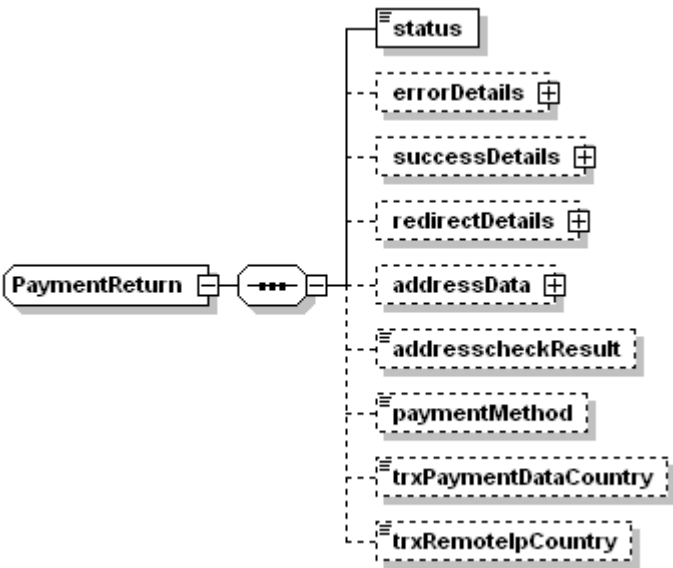 status
errorDetails
successDetails
redirectDetails
PaymentReturn
addressData
addresscheckResult
paymentMethod
trxPaymentDataCountry
trxRemoteIpCountry